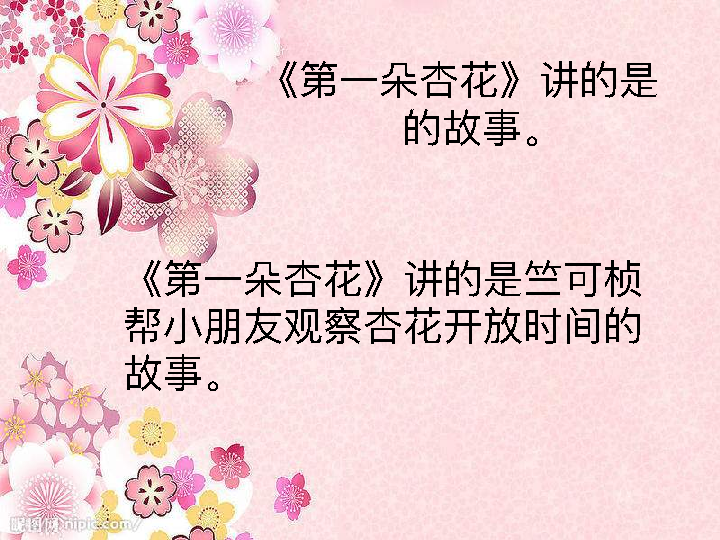 《第一朵杏花》讲的是
的故事。
《第一朵杏花》讲的是竺可桢
帮小朋友观察杏花开放时间的
故事。
昵图网 nipic.com/